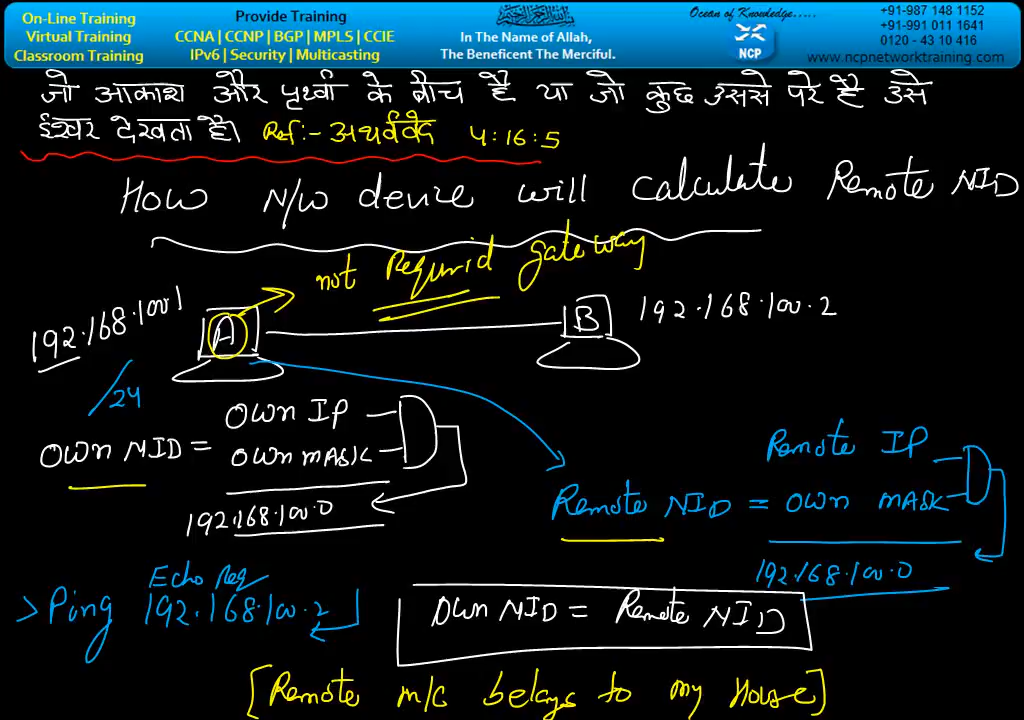 On-Line Training
Virtual Training
Classroom Training
Provide Training
CCNA | CCNP | BGP | MPLS | CCIE
IPv6 | Security | Multicasting
In The Name of Allah,
The Beneficent The Merciful.
Ocean of Knowledge.....
NCP
+91-987 148 1152
+91-991 011 1641
0120 - 43 10 416
www.ncpnetworktraining.com
जो आकाश और पृथ्वी के बीच है या जो कुछ उससे परे है उसे
ईश्वर देखता है। Ref:- अथर्ववेद 4:16:5
How N/W device will calculate Remote NID
not Required gateway
192.168.100.1
A
B
192.168.100.2
/24
Own IP
Own NID = Own MASK
192.168.100.0
Remote IP
Remote NID = Own MASK
192.168.100.0
Echo Req
> Ping 192.168.100.2
Own NID = Remote NID
[Remote m/c belongs to my House]